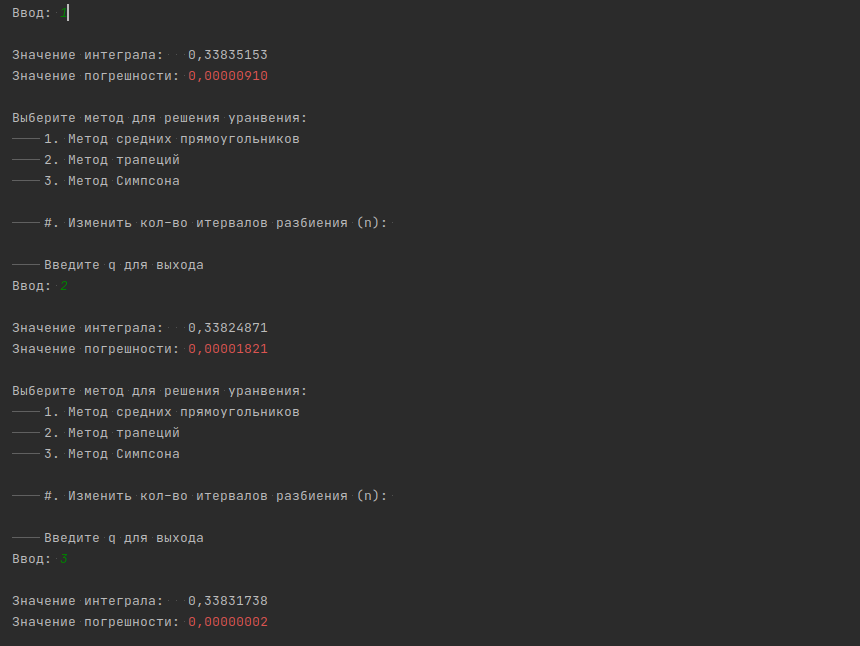 Ввод: 1
Значение интеграла: 0,33835153
Значение погрешности: 0,00000910
Выберите метод для решения уранвения:
1. Метод средних прямоугольников
2. Метод трапеций
3. Метод Симпсона
#. Изменить кол-во итервалов разбиения (n):
Введите q для выхода
Ввод: 2
Значение интеграла: 0,33824871
Значение погрешности: 0,00001821
Выберите метод для решения уранвения:
1. Метод средних прямоугольников
2. Метод трапеций
3. Метод Симпсона
#. Изменить кол-во итервалов разбиения (n):
Введите q для выхода
Ввод: 3
Значение интеграла: 0,33831738
Значение погрешности: 0,00000002